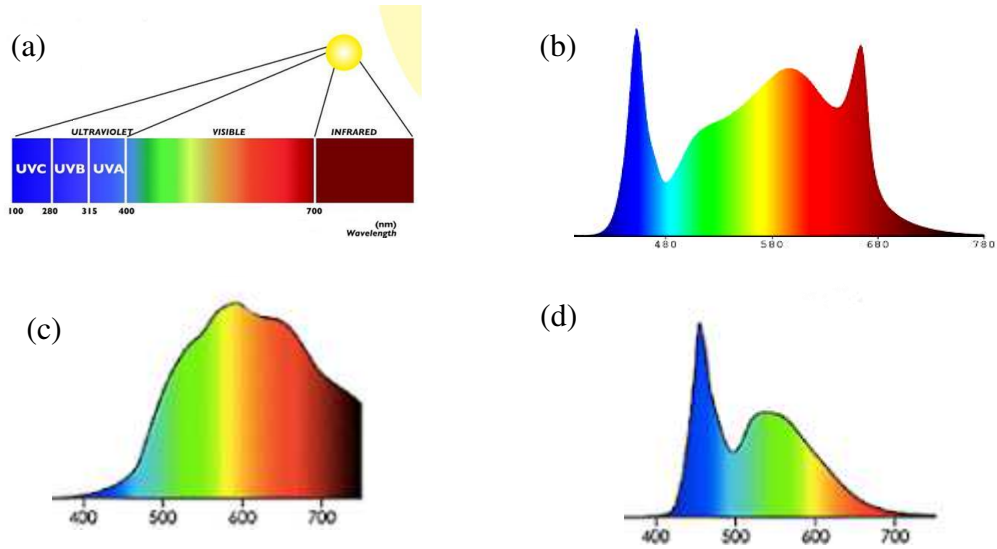 (a)
ULTRAVIOLET VISIBLE INFRARED
UVC UVB UVA
100 280 315 400 700
(nm)
Wavelength
(b)
480 580 680 780
(c)
400 500 600 700
(d)
400 500 600 700